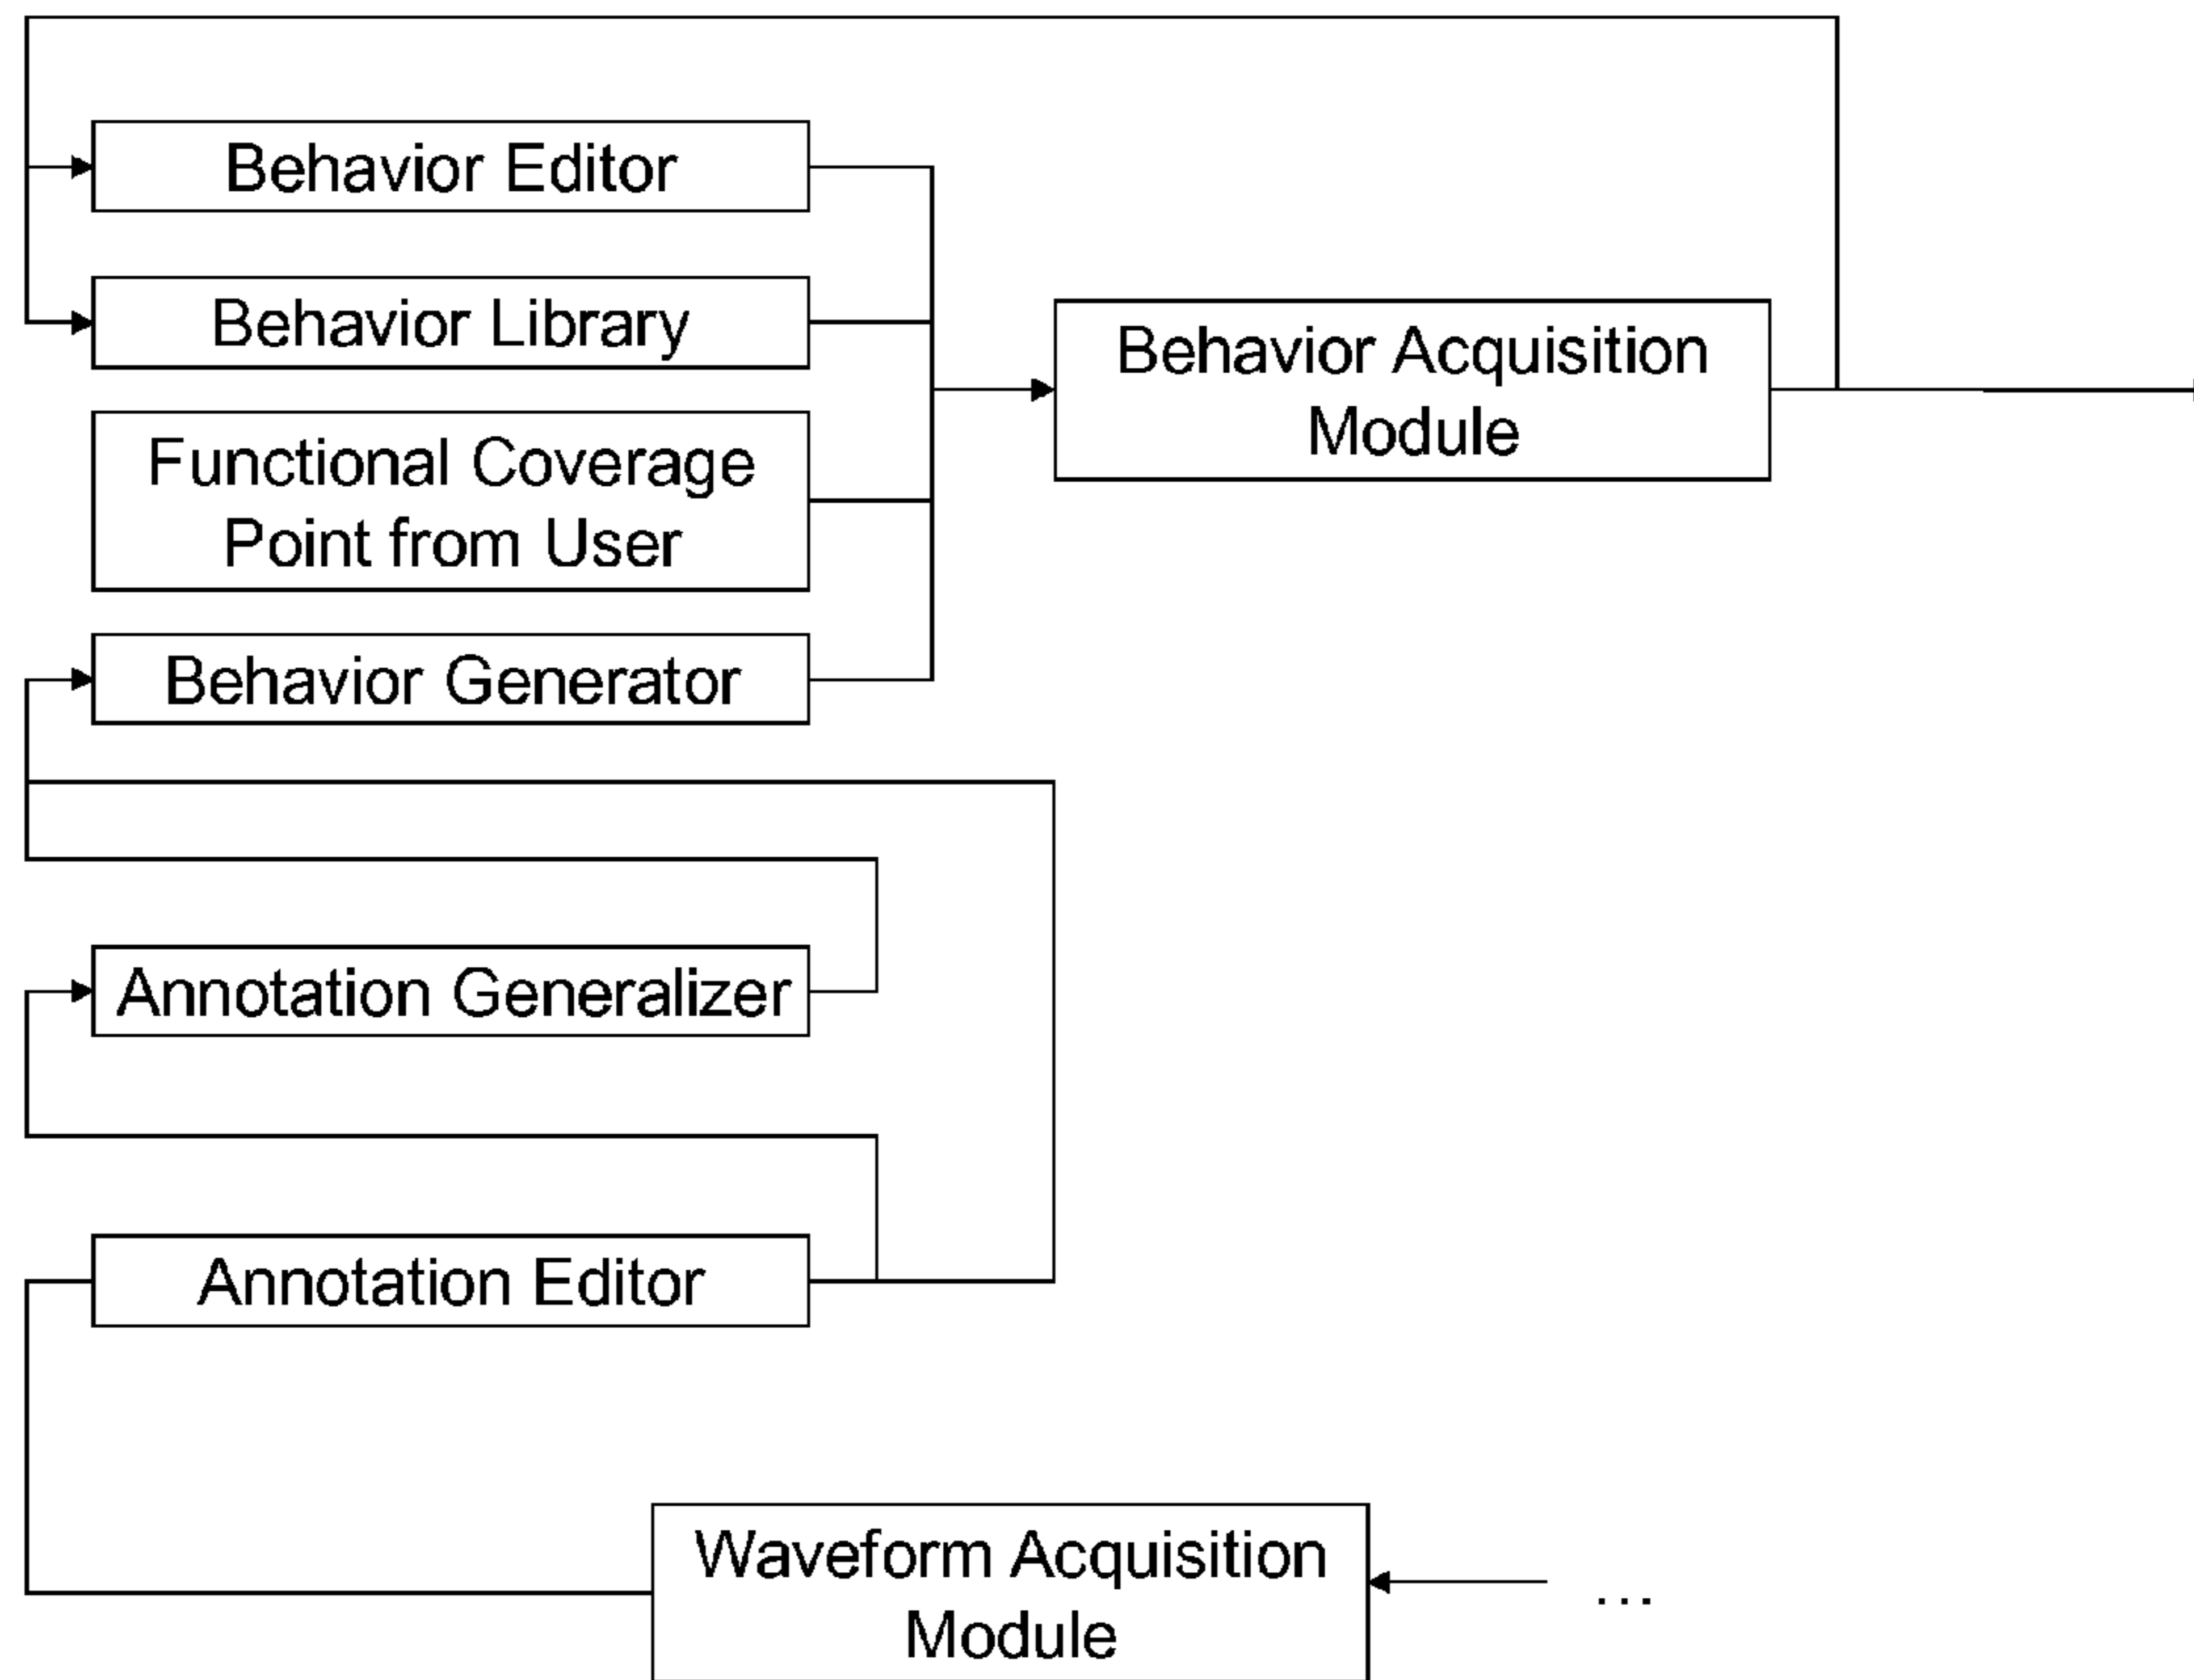 Behavior Editor
Behavior Library
Behavior Acquisition
Module
Functional Coverage
Point from User
Behavior Generator
Annotation Generalizer
Annotation Editor
Waveform Acquisition
Module
...